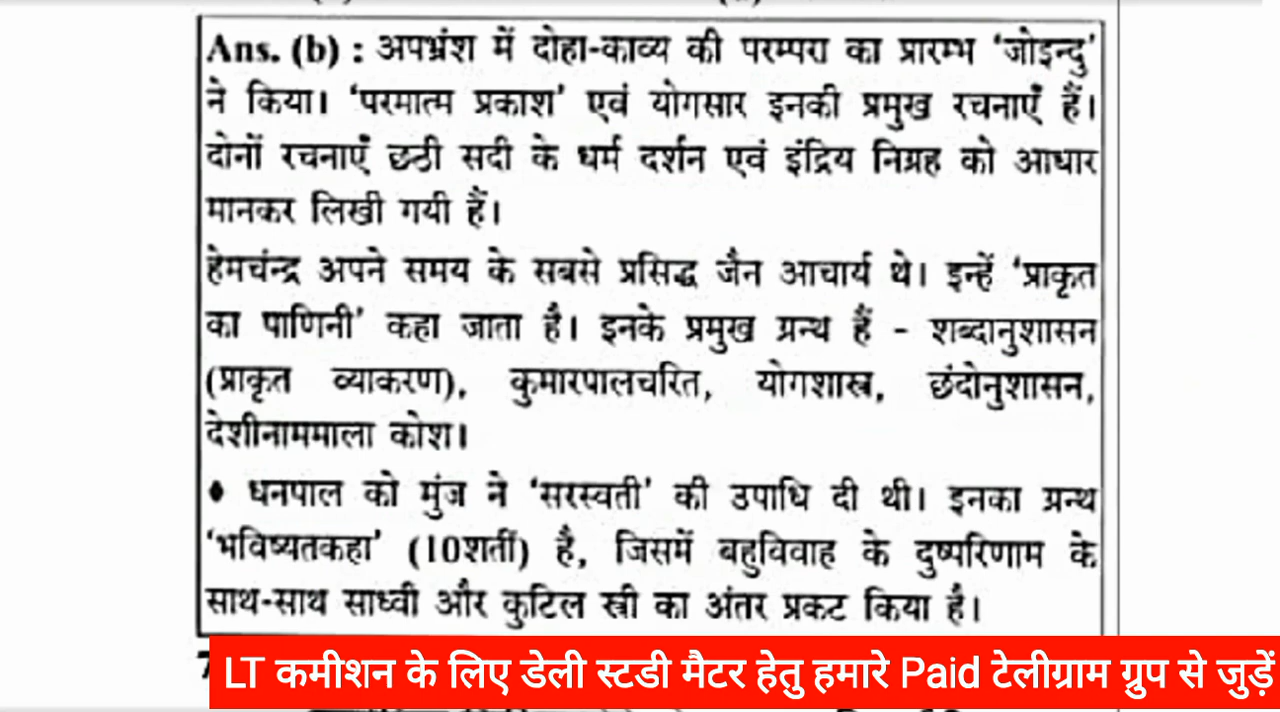 Ans. (b) : अपभ्रंश में दोहा-काव्य की परम्परा का प्रारम्भ ‘जोइन्दु’
ने किया। ‘परमात्म प्रकाश’ एवं योगसार इनकी प्रमुख रचनाएँ हैं।
दोनों रचनाएँ छठी सदी के धर्म दर्शन एवं इंद्रिय निग्रह को आधार
मानकर लिखी गयी हैं।
हेमचंन्द्र अपने समय के सबसे प्रसिद्ध जैन आचार्य थे। इन्हें ‘प्राकृत
का पाणिनी’ कहा जाता है। इनके प्रमुख ग्रन्थ हैं - शब्दानुशासन
(प्राकृत व्याकरण), कुमारपालचरित, योगशास्त्र, छंदोनुशासन,
देशीनाममाला कोश।
♦ धनपाल को मुंज ने ‘सरस्वती’ की उपाधि दी थी। इनका ग्रन्थ
‘भविष्यतकहा’ (10शर्ती) है, जिसमें बहुविवाह के दुष्परिणाम के
साथ-साथ साध्वी और कुटिल स्त्री का अंतर प्रकट किया है।
LT कमीशन के लिए डेली स्टडी मैटर हेतु हमारे Paid टेलीग्राम ग्रुप से जुड़ें